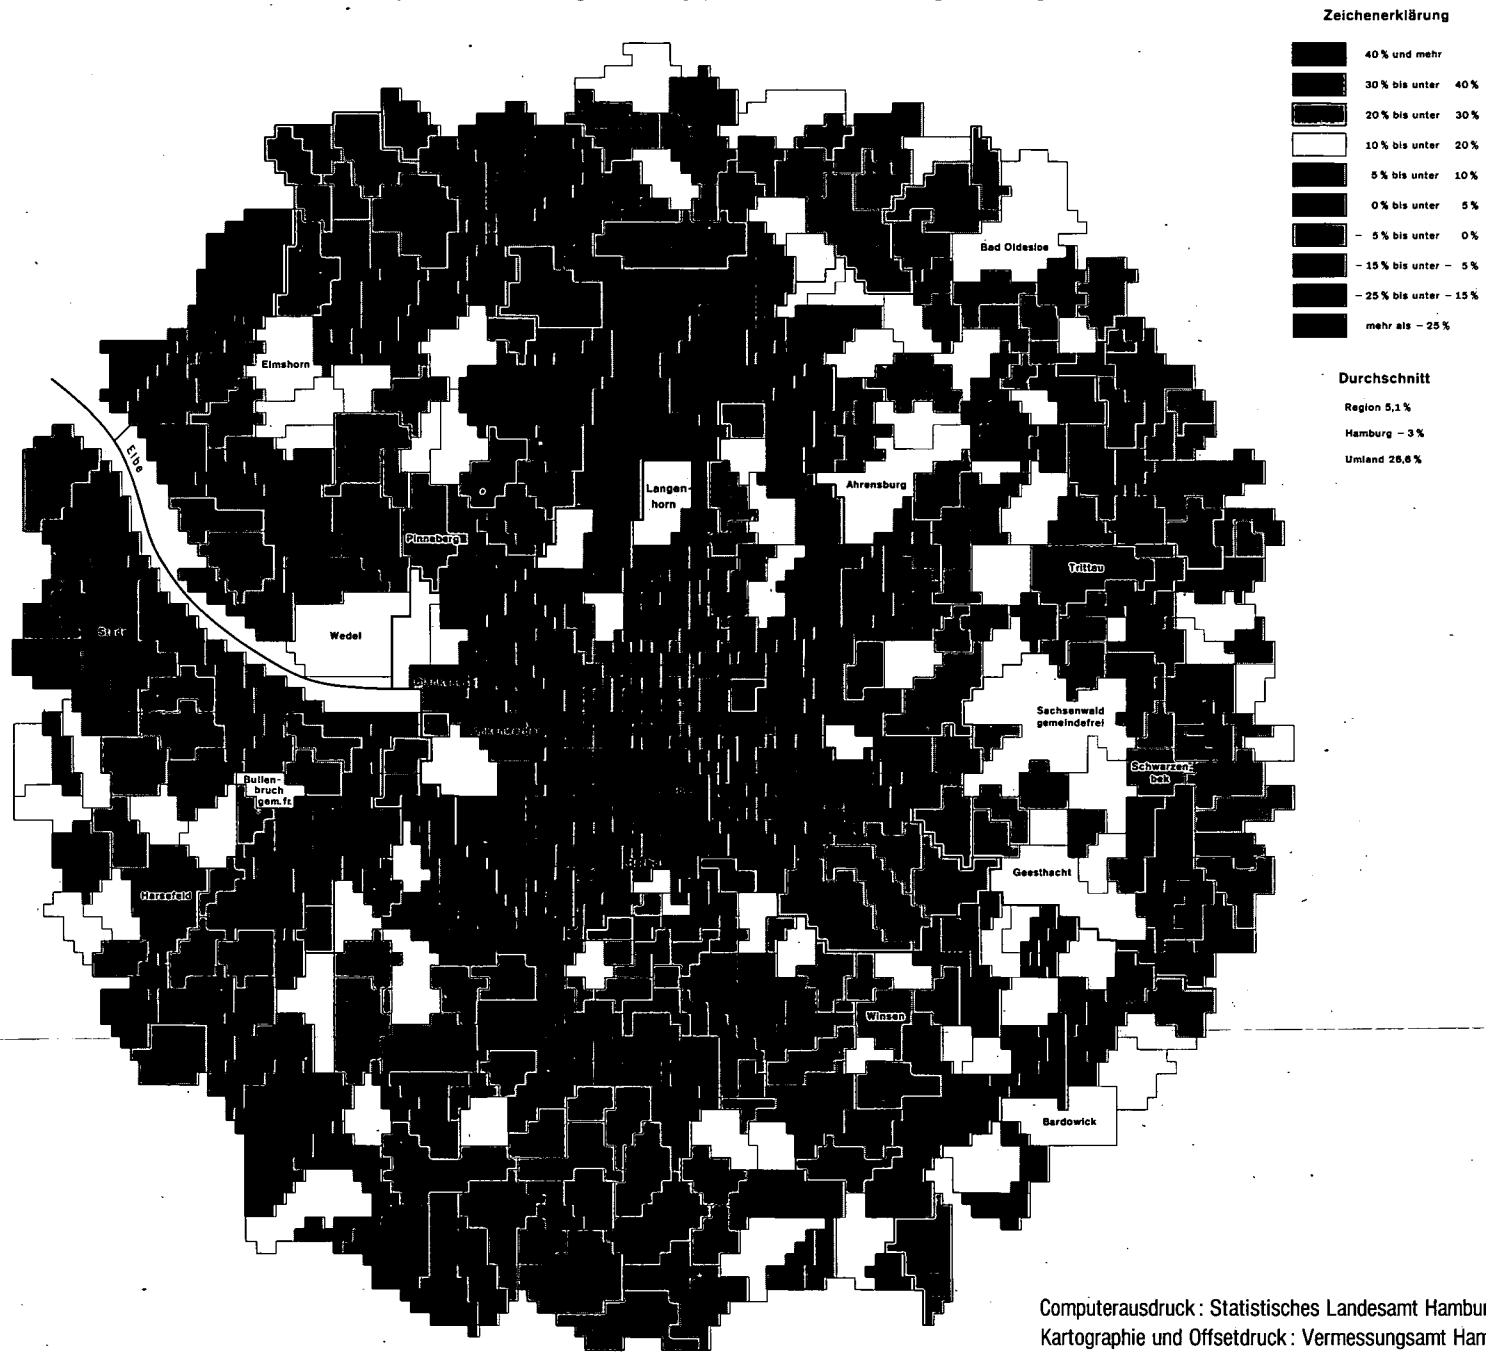 Zeichenerklärung
40% und mehr
30% bis unter 40%
20% bis unter 30%
10% bis unter 20%
5% bis unter 10%
0% bis unter 5%
- 5% bis unter 0%
- 15% bis unter - 5%
- 25% bis unter - 15%
mehr als - 25%
Durchschnitt
Region 5,1%
Hamburg - 3%
Umland 26,6%
Bad Oldesloe
Elmshorn
Elbe
Langen-
horn
Ahrensburg
Pinneberg
Trittau
Wedel
Sachsenwald
gemeindefrei
Schwarzen-
bek
Bullen-
bruch
gem.fr.
Geesthacht
Harsefeld
Winsen
Bardowick
Computerausdruck: Statistisches Landesamt Hambur
Kartographie und Offsetdruck: Vermessungsamt Ham